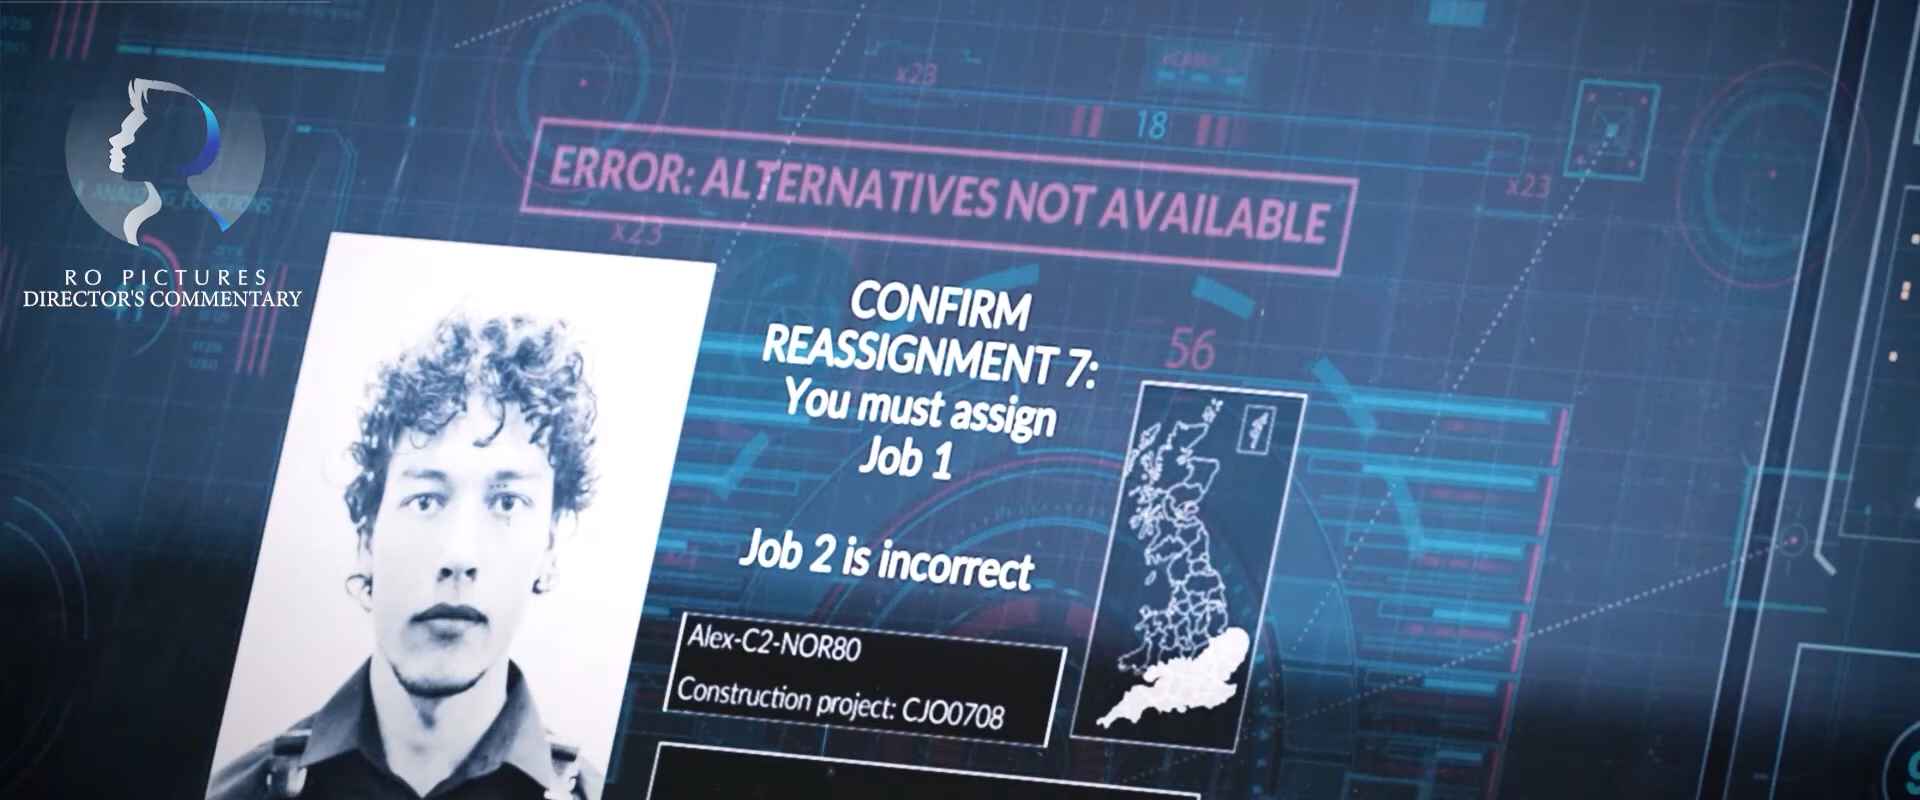 x23
18
ERROR: ALTERNATIVES NOT AVAILABLE
x23
x23
RO PICTURES
DIRECTOR'S COMMENTARY
CONFIRM
REASSIGNMENT 7:
You must assign
Job 1
56
Job 2 is incorrect
Alex-C2-NOR80
Construction project: CJO0708